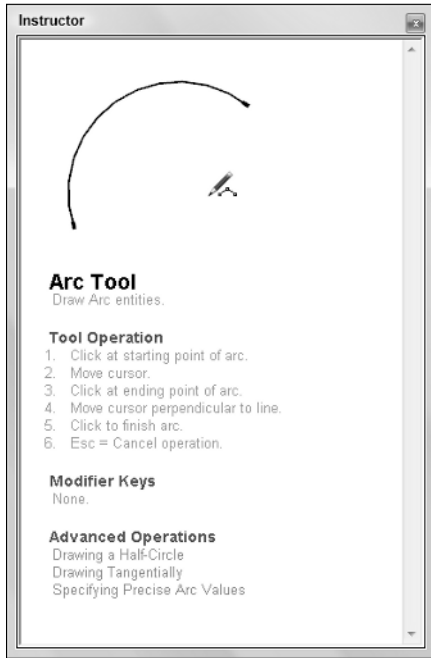 Instructor
x
Arc Tool
Draw Arc entities.
Tool Operation
1. Click at starting point of arc.
2. Move cursor.
3. Click at ending point of arc.
4. Move cursor perpendicular to line.
5. Click to finish arc.
6. Esc = Cancel operation.
Modifier Keys
None.
Advanced Operations
Drawing a Half-Circle
Drawing Tangentially
Specifying Precise Arc Values